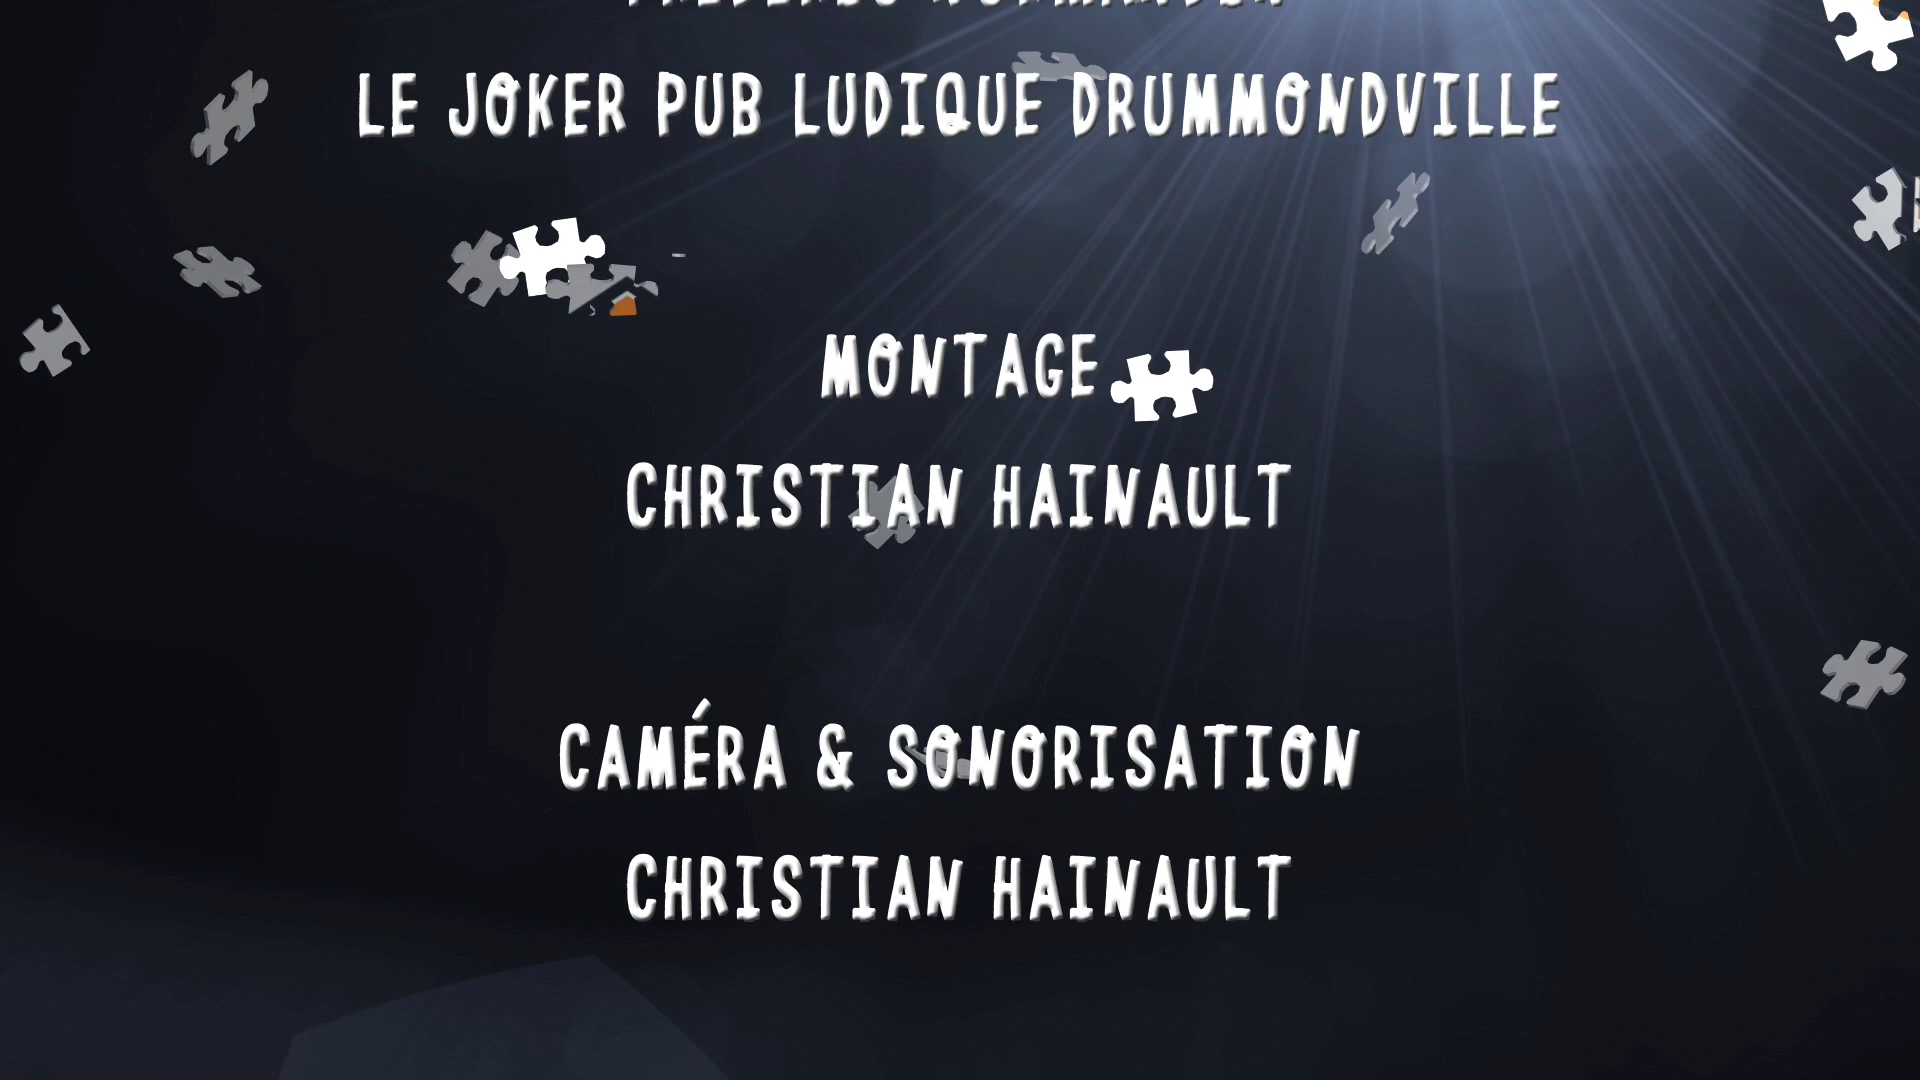 LE JOKER PUB LUDIQUE DRUMMONDVILLE
MONTAGE
CHRISTIAN HAINAULT
CAMÉRA & SONORISATION
CHRISTIAN HAINAULT